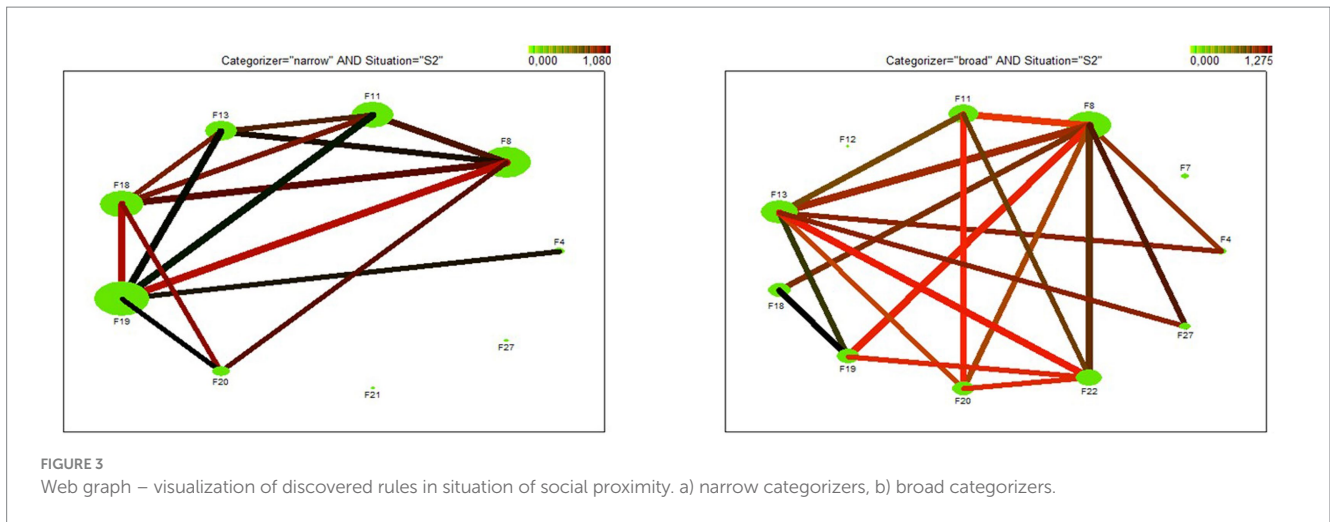 Categorizer="narrow" AND Situation="S2"
0,000 1,080
F11
F13
F8
F18
F4
F19
F27
F20
F21
Categorizer="broad" AND Situation="S2"
0,000 1,275
F11
F8
F12
F7
F13
F4
F18
F27
F19
F22
F20
FIGURE 3
Web graph – visualization of discovered rules in situation of social proximity. a) narrow categorizers, b) broad categorizers.